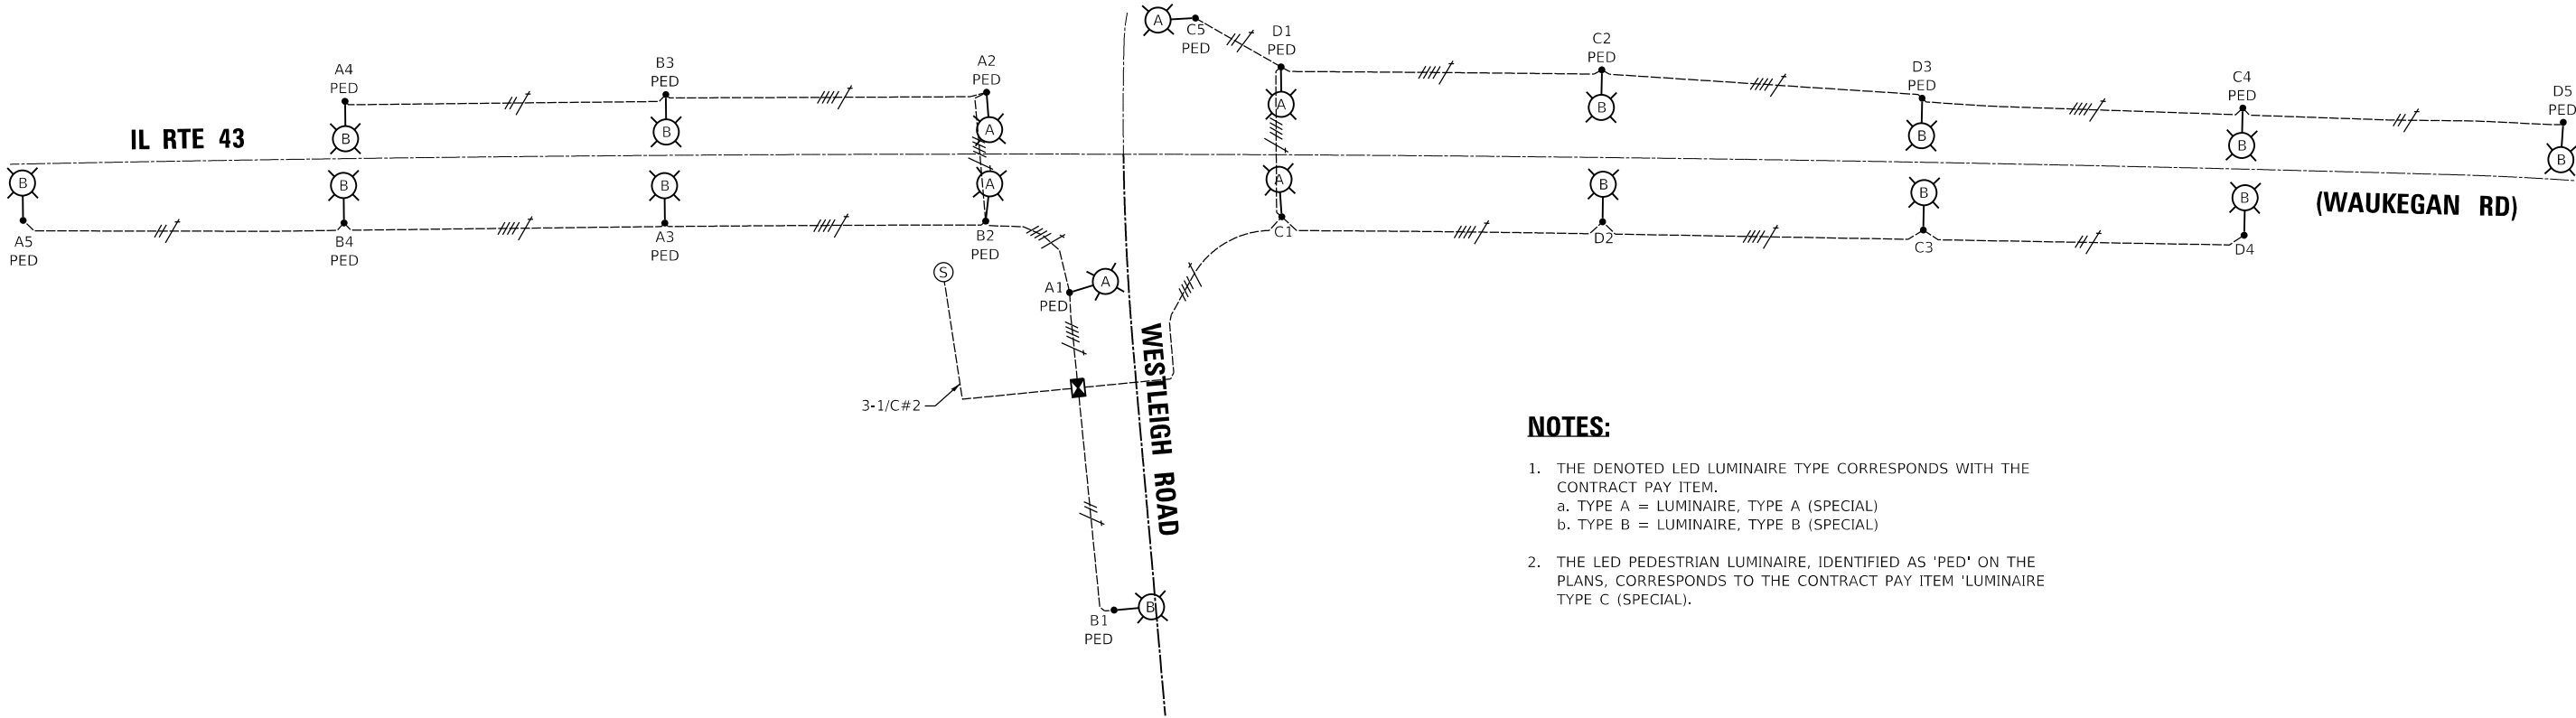 A
C5
PED
D1
PED
C2
PED
D3
PED
C4
PED
D5
PED
A4
PED
B3
PED
A2
PED
B
B
A
A
B
B
B
B
IL RTE 43
B
B
B
A
A
B
B
B
(WAUKEGAN RD)
A5
PED
B4
PED
A3
PED
B2
PED
C1
D2
C3
D4
S
A1
PED
A
3-1/C#2
WESTLEIGH ROAD
B1
PED
B
NOTES:
1. THE DENOTED LED LUMINAIRE TYPE CORRESPONDS WITH THE
CONTRACT PAY ITEM.
a. TYPE A = LUMINAIRE, TYPE A (SPECIAL)
b. TYPE B = LUMINAIRE, TYPE B (SPECIAL)
2. THE LED PEDESTRIAN LUMINAIRE, IDENTIFIED AS 'PED' ON THE
PLANS, CORRESPONDS TO THE CONTRACT PAY ITEM 'LUMINAIRE
TYPE C (SPECIAL).